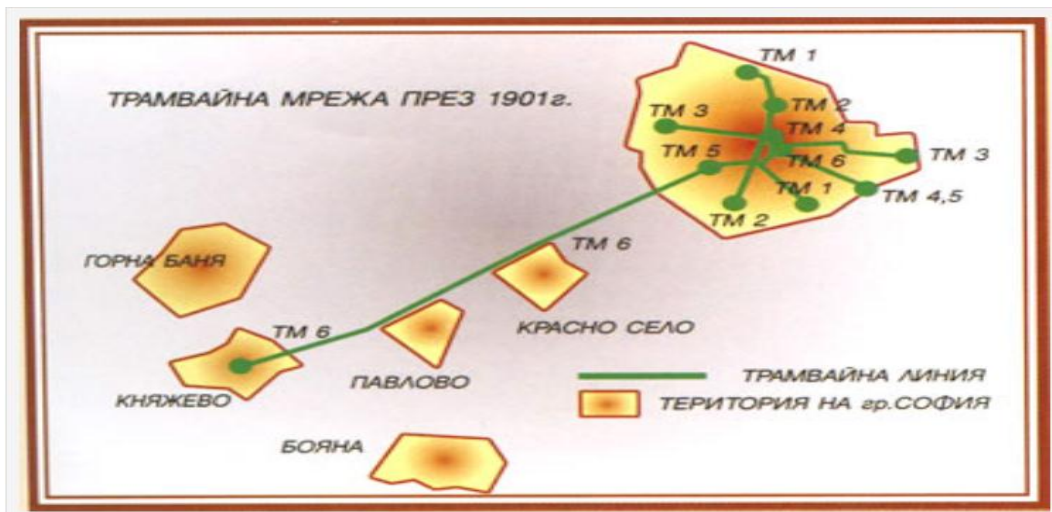 ТРАМВАЙНА МРЕЖА ПРЕЗ 1901г.
ТМ 1
ТМ 2
ТМ 3
ТМ 4
ТМ 5
ТМ 6
ТМ 3
ТМ 1
ТМ 4,5
ТМ 2
ТМ 6
ГОРНА БАНЯ
КРАСНО СЕЛО
ТМ 6
ПАВЛОВО
КНЯЖЕВО
ТРАМВАЙНА ЛИНИЯ
ТЕРИТОРИЯ НА гр.СОФИЯ
БОЯНА